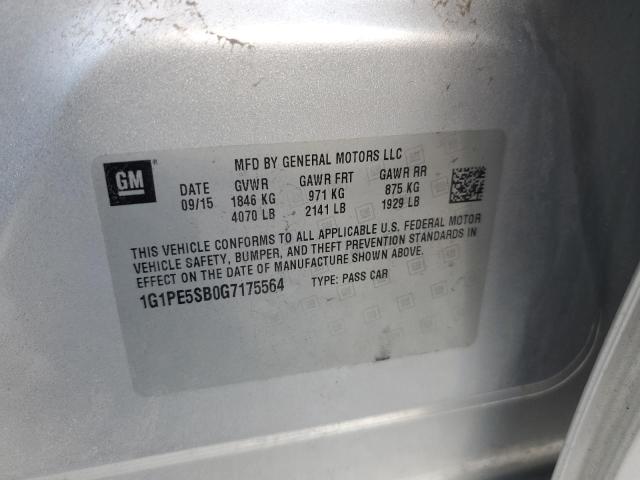 MFD BY GENERAL MOTORS LLC
GM ®
DATE GVWR GAWR FRT GAWR RR
09/15 1846 KG 971 KG 875 KG
4070 LB 2141 LB 1929 LB
THIS VEHICLE CONFORMS TO ALL APPLICABLE U.S. FEDERAL MOTOR
VEHICLE SAFETY, BUMPER, AND THEFT PREVENTION STANDARDS IN
EFFECT ON THE DATE OF MANUFACTURE SHOWN ABOVE.
1G1PE5SB0G7175564 TYPE: PASS CAR